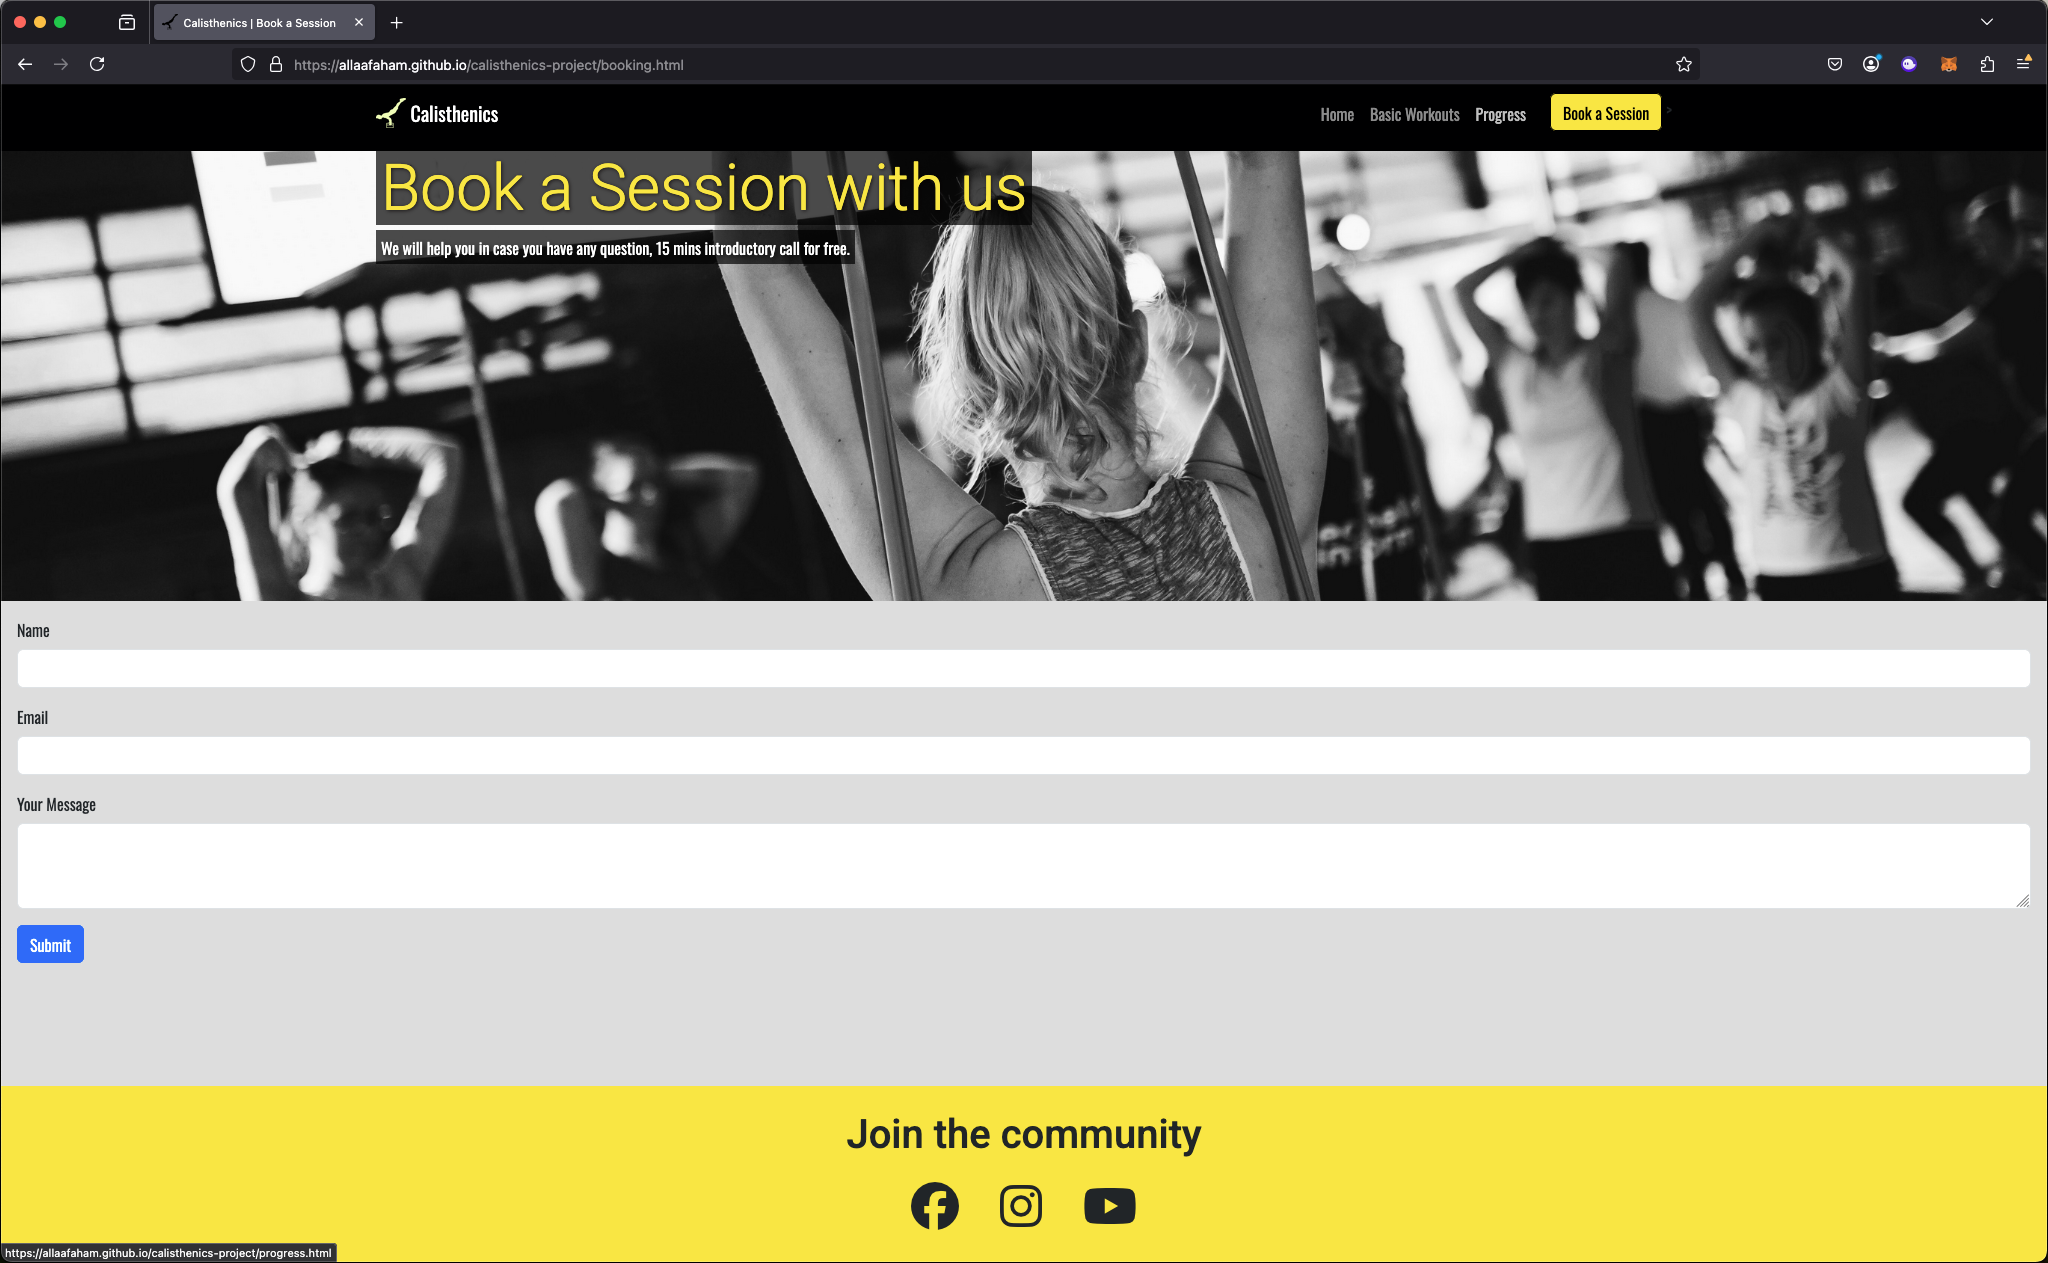 Calisthenics | Book a Session
https://allaafaham.github.io/calisthenics-project/booking.html
Calisthenics
Home
Basic Workouts
Progress
Book a Session
>
Book a Session with us
We will help you in case you have any question, 15 mins introductory call for free.
Name
Email
Your Message
Submit
Join the community
https://allaafaham.github.io/calisthenics-project/progress.html